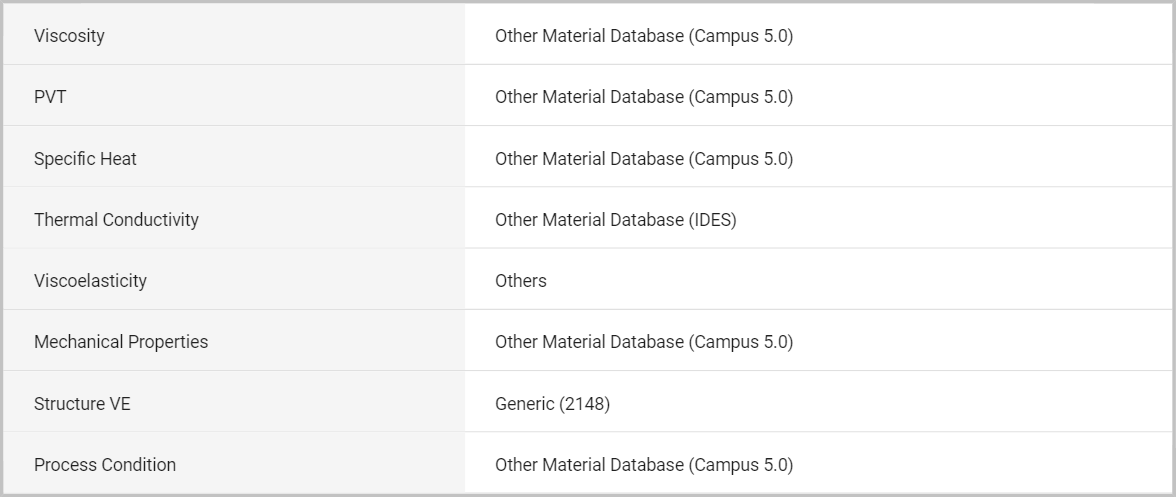 Viscosity Other Material Database (Campus 5.0)
PVT Other Material Database (Campus 5.0)
Specific Heat Other Material Database (Campus 5.0)
Thermal Conductivity Other Material Database (IDES)
Viscoelasticity Others
Mechanical Properties Other Material Database (Campus 5.0)
Structure VE Generic (2148)
Process Condition Other Material Database (Campus 5.0)